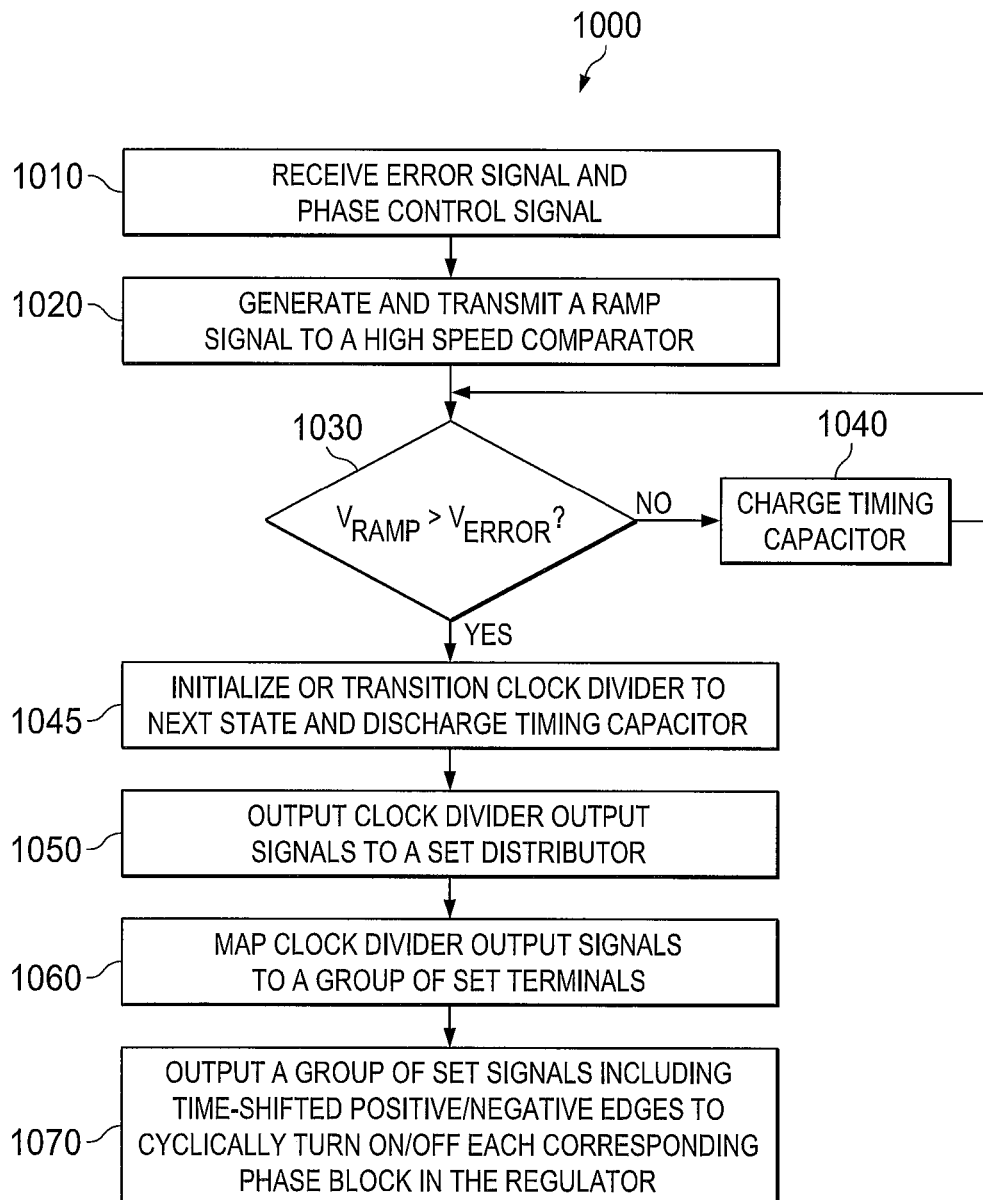 1000
1010
RECEIVE ERROR SIGNAL AND
PHASE CONTROL SIGNAL
1020
GENERATE AND TRANSMIT A RAMP
SIGNAL TO A HIGH SPEED COMPARATOR
1030
VRAMP > VERROR?
NO
1040
CHARGE TIMING
CAPACITOR
YES
1045
INITIALIZE OR TRANSITION CLOCK DIVIDER TO
NEXT STATE AND DISCHARGE TIMING CAPACITOR
1050
OUTPUT CLOCK DIVIDER OUTPUT
SIGNALS TO A SET DISTRIBUTOR
1060
MAP CLOCK DIVIDER OUTPUT SIGNALS
TO A GROUP OF SET TERMINALS
1070
OUTPUT A GROUP OF SET SIGNALS INCLUDING
TIME-SHIFTED POSITIVE/NEGATIVE EDGES TO
CYCLICALLY TURN ON/OFF EACH CORRESPONDING
PHASE BLOCK IN THE REGULATOR